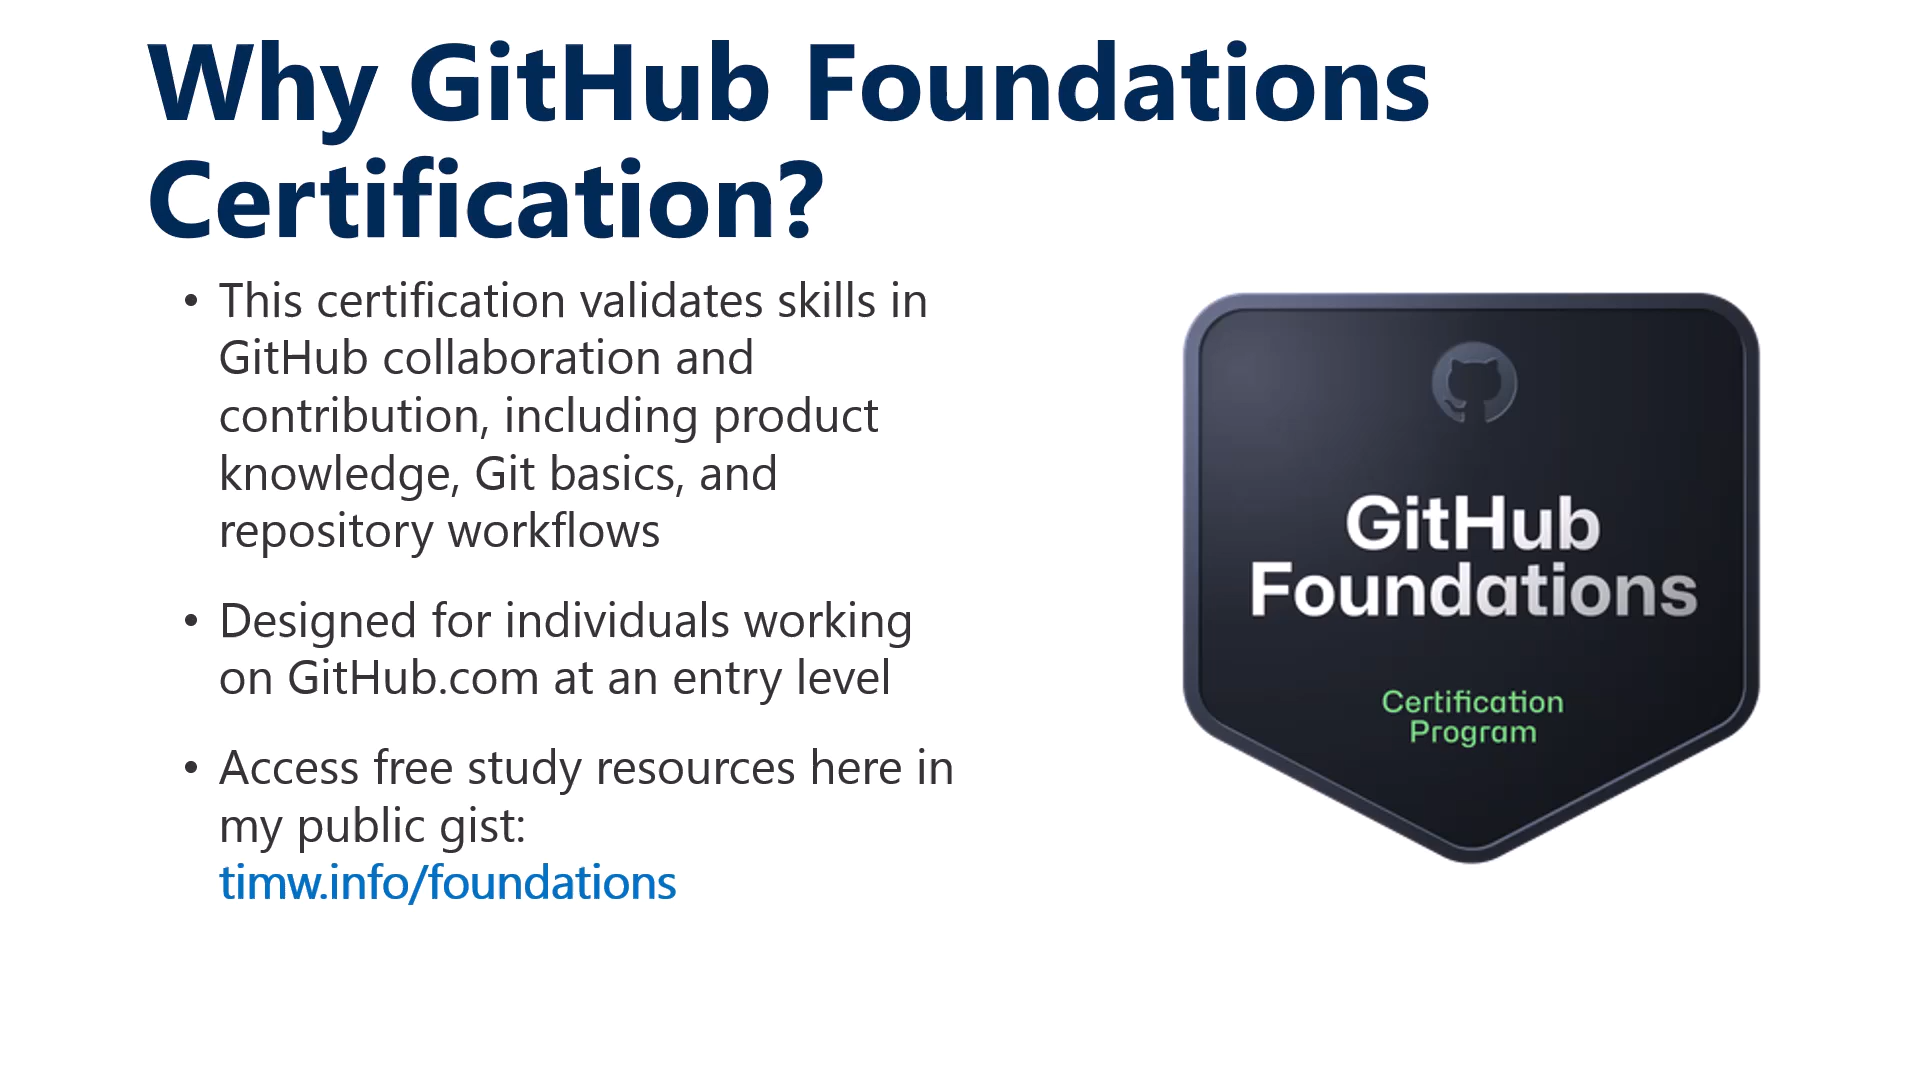 Why GitHub Foundations
Certification?
• This certification validates skills in
GitHub collaboration and
contribution, including product
knowledge, Git basics, and
repository workflows
• Designed for individuals working
on GitHub.com at an entry level
• Access free study resources here in
my public gist:
timw.info/foundations
GitHub
Foundations
Certification
Program